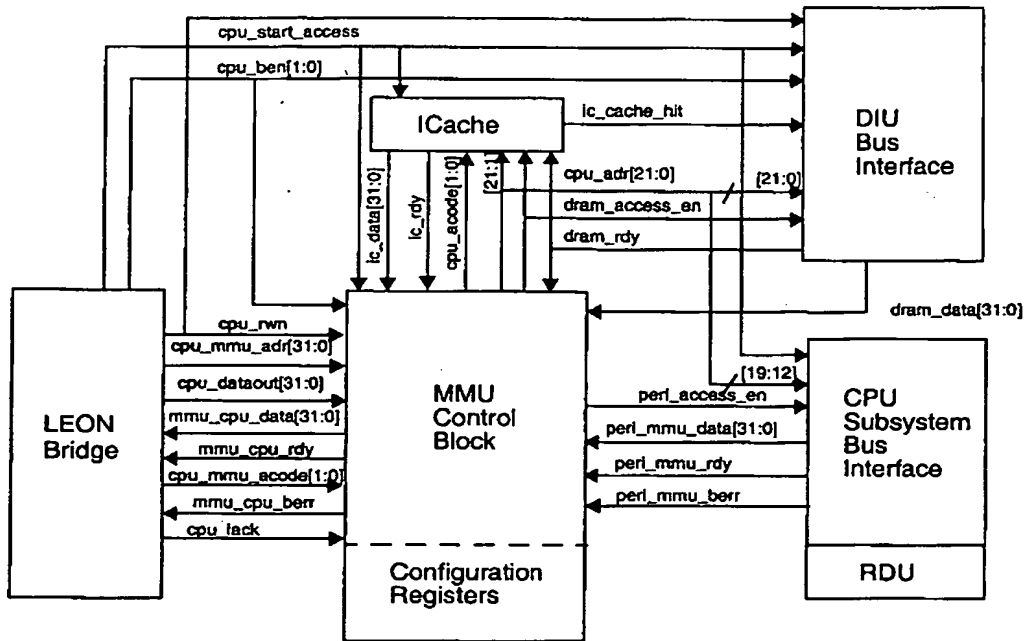 cpu_start_access
cpu_ben[1:0]
ICache
ic_cache_hit
DIU
Bus
Interface
ic_data[31:0]
ic_rdy
cpu_acode[1:0]
[21:1]
cpu_adr[21:0]
[21:0]
dram_access_en
dram_rdy
dram_data[31:0]
LEON
Bridge
cpu_rwn
cpu_mmu_adr[31:0]
cpu_dataout[31:0]
mmu_cpu_data[31:0]
mmu_cpu_rdy
cpu_mmu_acode[1:0]
mmu_cpu_berr
cpu_iack
MMU
Control
Block
Configuration
Registers
[19:12]
peri_access_en
peri_mmu_data[31:0]
peri_mmu_rdy
peri_mmu_berr
CPU
Subsystem
Bus
Interface
RDU